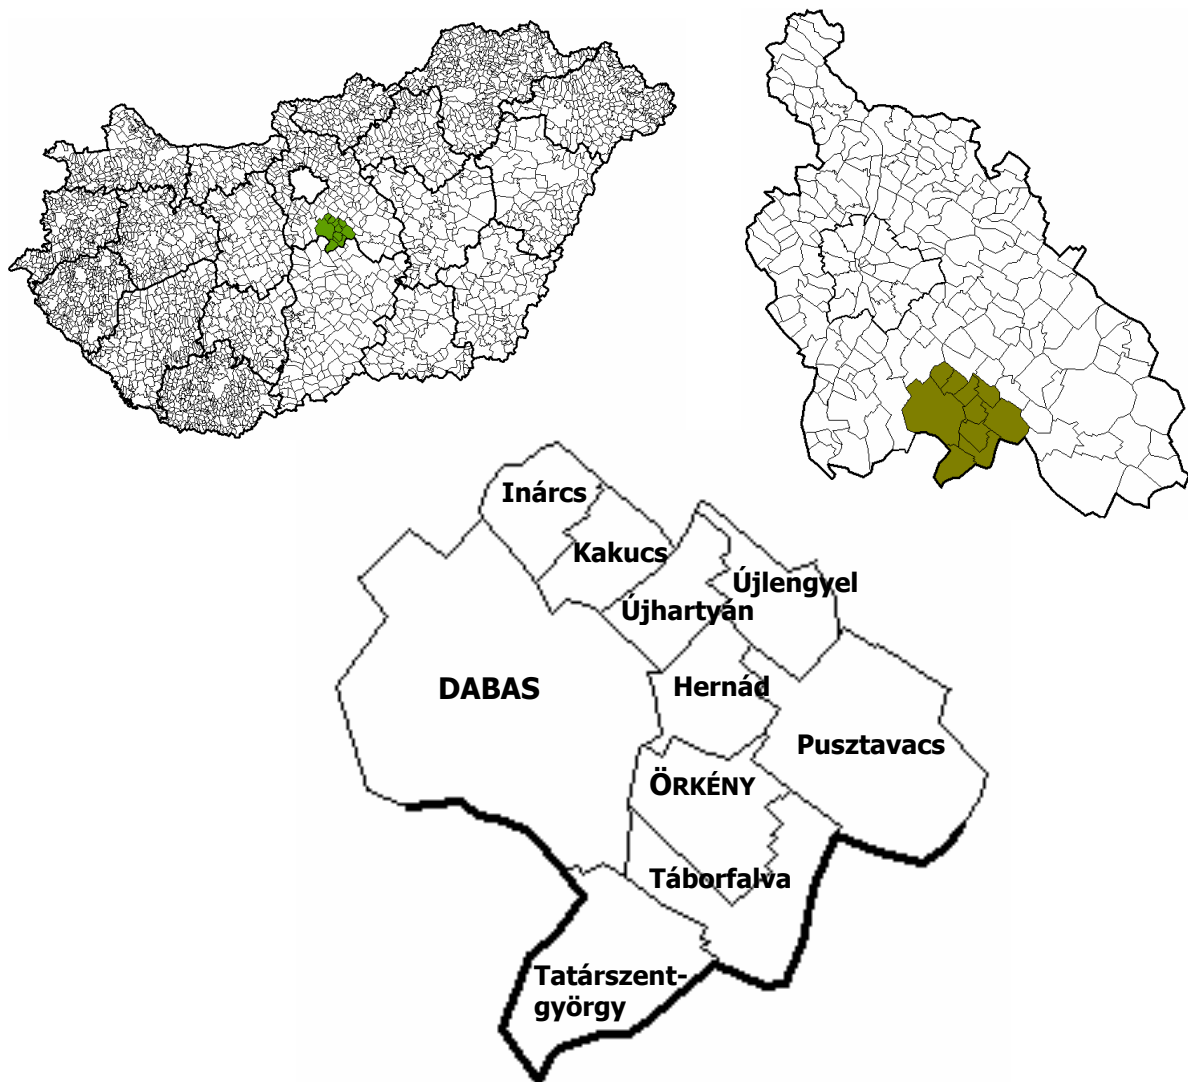 Inárcs
Kakucs
Újlengyel
Újhartyán
DABAS
Hernád
Pusztavacs
ÖRKÉNY
Táborfalva
Tatárszent-
györgy